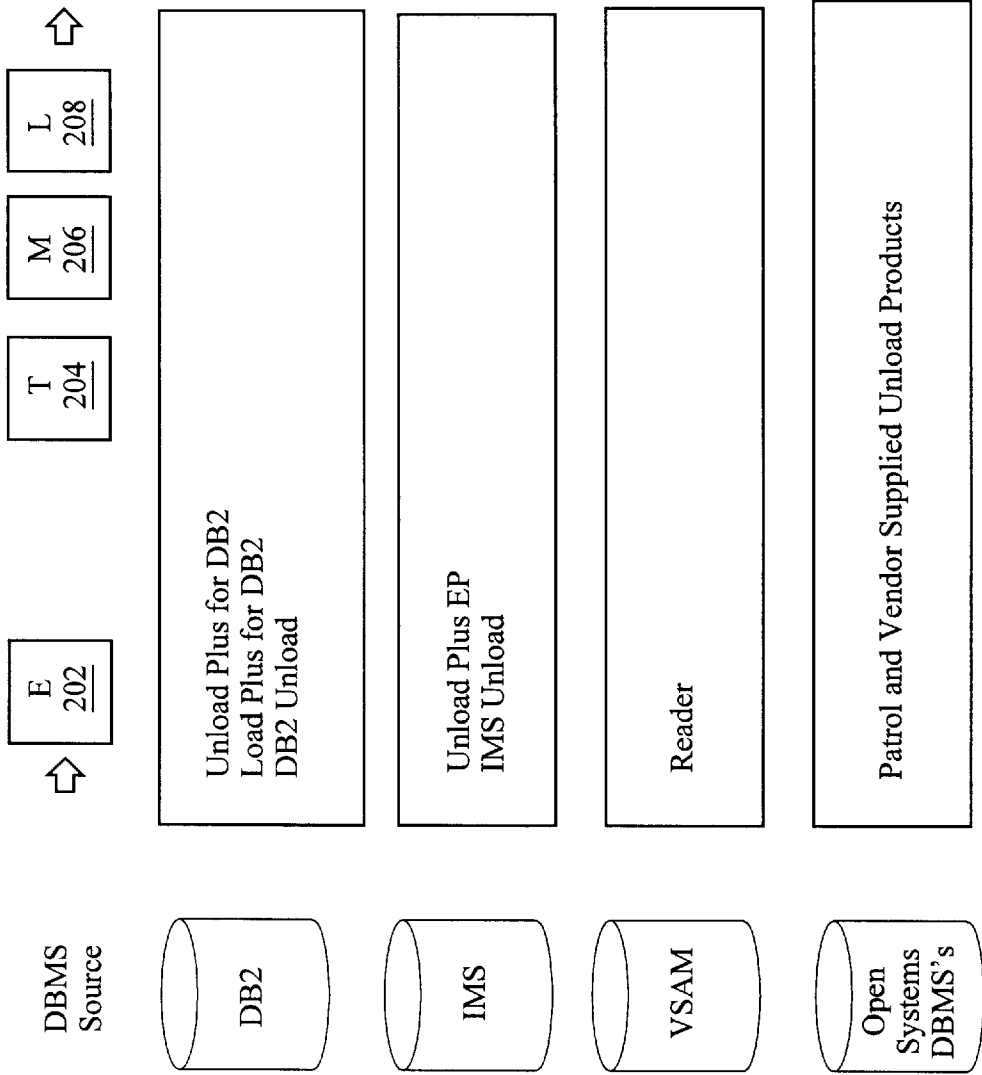 DBMS
Source
E
202
T
204
M
206
L
208
DB2
Unload Plus for DB2
Load Plus for DB2
DB2 Unload
IMS
Unload Plus EP
IMS Unload
VSAM
Reader
Open
Systems
DBMS's
Patrol and Vendor Supplied Unload Products